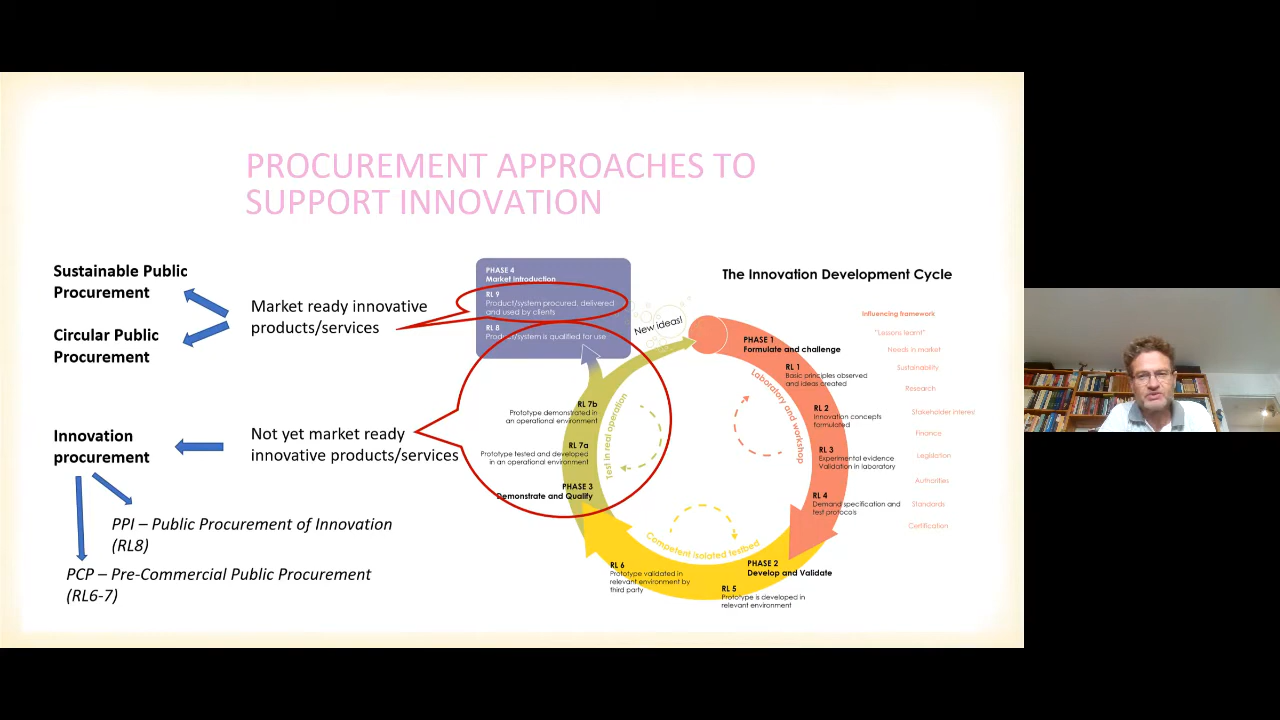 PROCUREMENT APPROACHES TO
SUPPORT INNOVATION
Sustainable Public
Procurement
Circular Public
Procurement
Market ready innovative
products/services
Innovation
procurement
Not yet market ready
innovative products/services
PPI – Public Procurement of Innovation
(RL8)
PCP – Pre-Commercial Public Procurement
(RL6-7)
The Innovation Development Cycle
PHASE 4
Market Introduction
RL 9
Product/system procured, delivered
and used by clients
RL 8
Product/system is qualified for use
New ideas!
PHASE 1
Formulate and challenge
RL 1
Basic principles observed
and ideas created
RL 2
Innovation concepts
formulated
RL 3
Experimental evidence
Validation in laboratory
RL 4
Demand specification and
test protocols
Laboratory and workshop
PHASE 2
Develop and Validate
RL 5
Prototype is developed in
relevant environment
RL 6
Prototype validated in
relevant environment by
third party
Competent isolated testbed
PHASE 3
Demonstrate and Qualify
RL 7a
Prototype tested and developed
in an operational environment
RL 7b
Prototype demonstrated in
an operational environment
Test in real operation
Influencing framework
"Lessons learnt"
Needs in market
Sustainability
Research
Stakeholder interes
Finance
Legislation
Authorities
Standards
Certification